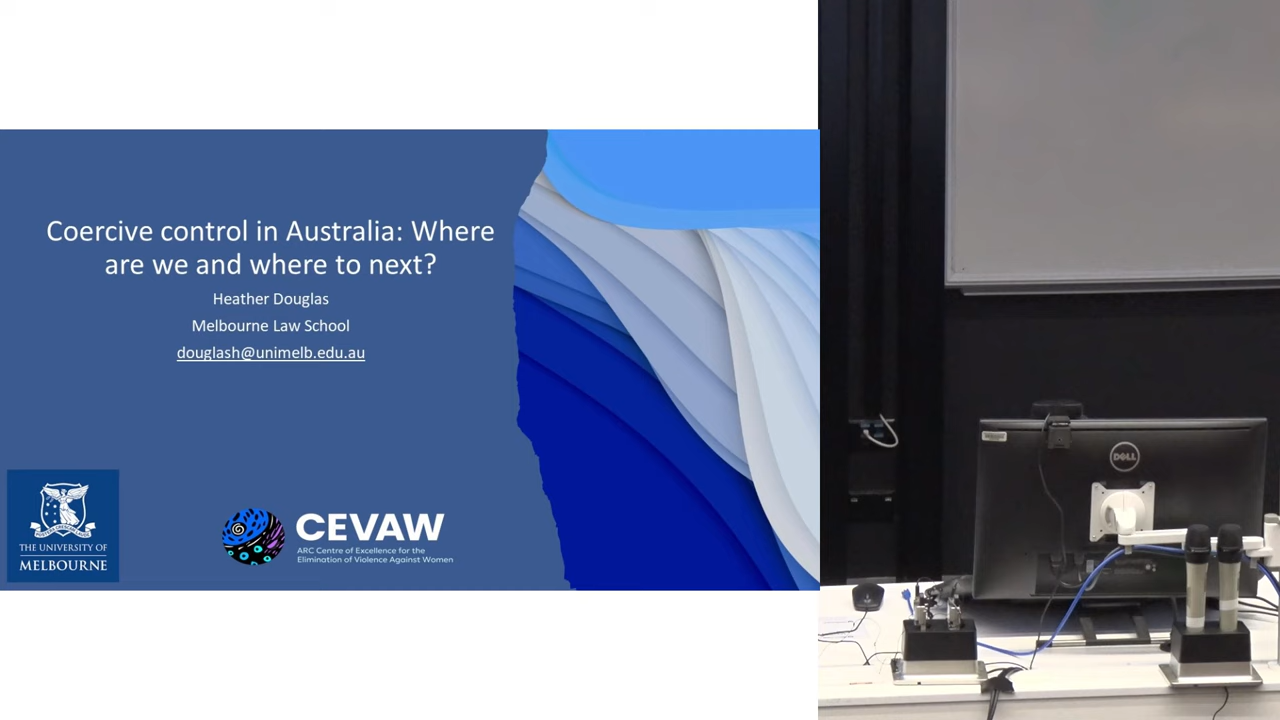 Coercive control in Australia: Where
are we and where to next?
Heather Douglas
Melbourne Law School
douglash@unimelb.edu.au
THE UNIVERSITY OF
MELBOURNE
CEVAW
ARC Centre of Excellence for the
Elimination of Violence Against Women
DELL